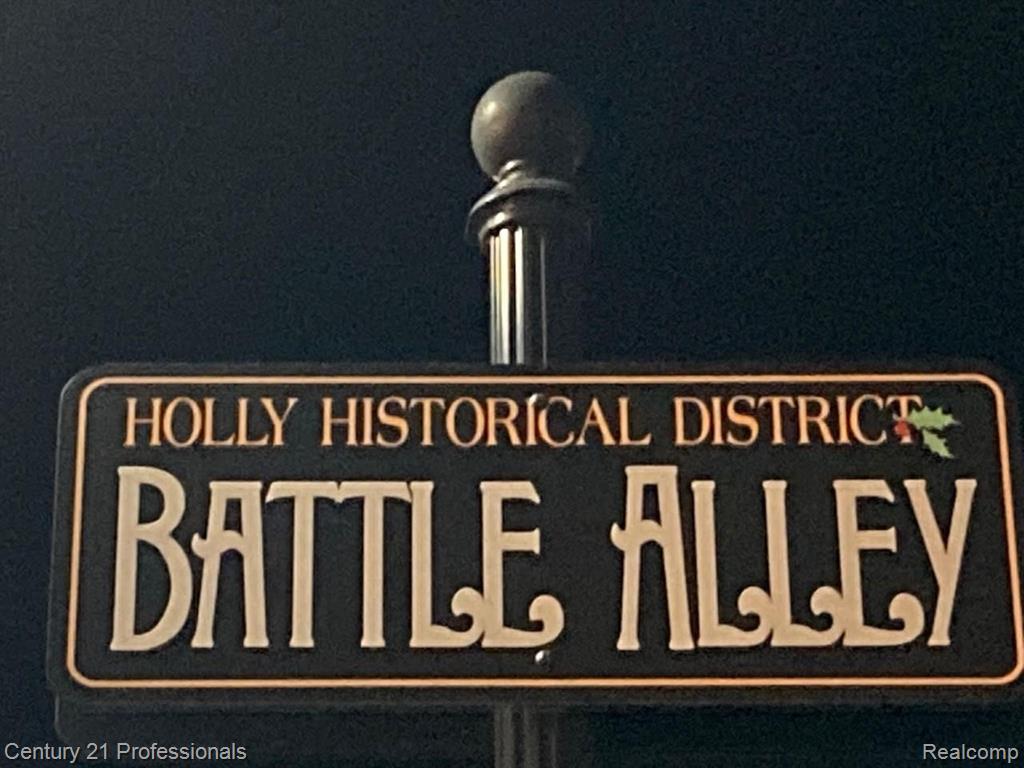 HOLLY HISTORICAL DISTRICT
BATTLE ALLEY
Century 21 Professionals
Realcomp